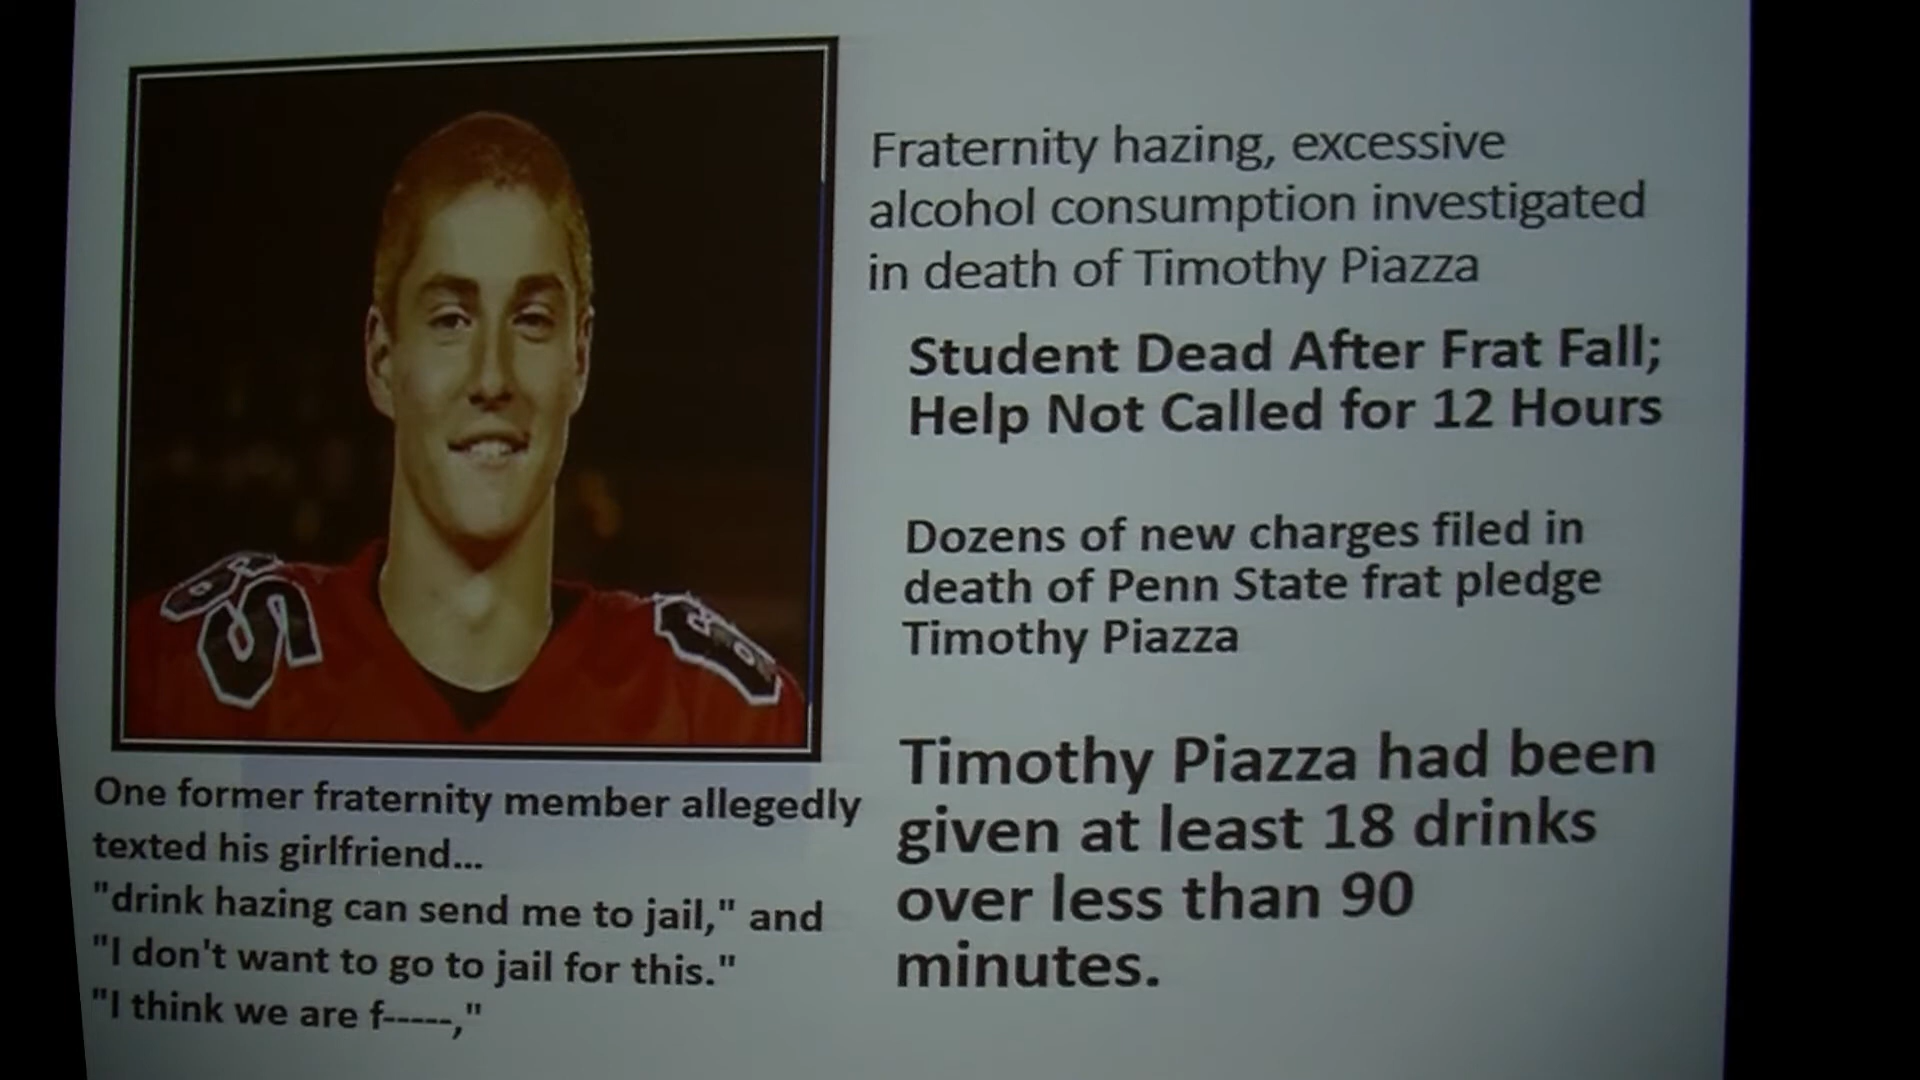 Fraternity hazing, excessive
alcohol consumption investigated
in death of Timothy Piazza
Student Dead After Frat Fall;
Help Not Called for 12 Hours
Dozens of new charges filed in
death of Penn State frat pledge
Timothy Piazza
Timothy Piazza had been
given at least 18 drinks
over less than 90
minutes.
One former fraternity member allegedly
texted his girlfriend...
"drink hazing can send me to jail," and
"I don't want to go to jail for this."
"I think we are f-----,"